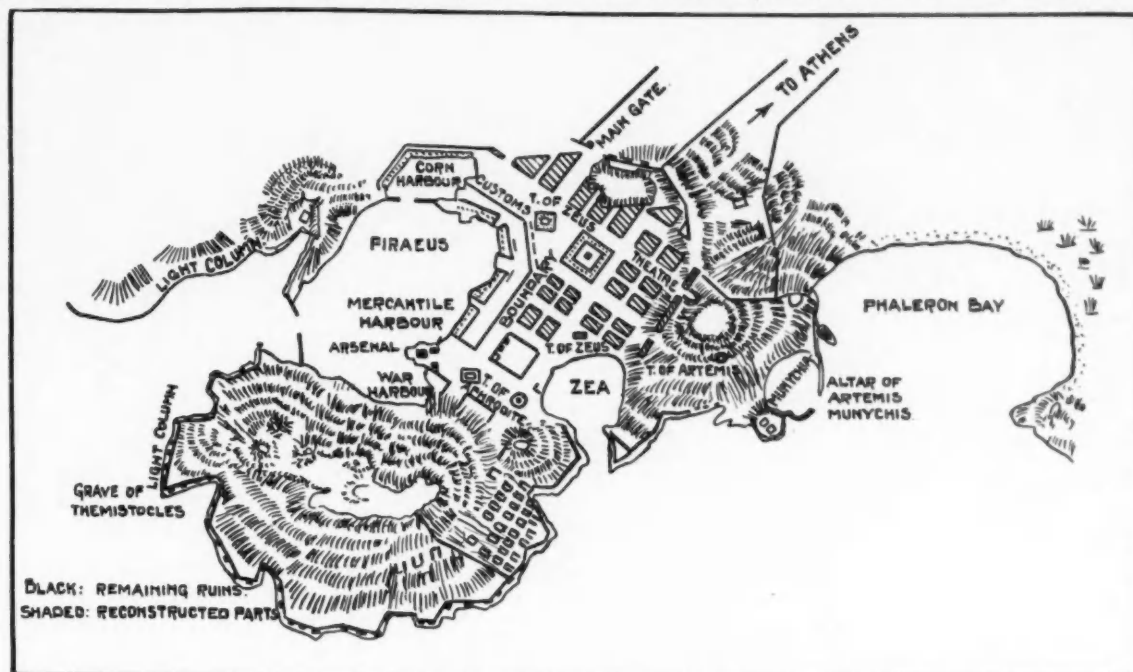 TO ATHENS
MAIN GATE
CORN
HARBOUR
CUSTOMS
T. OF
ZEUS
PIRAEUS
LIGHT COLUMN
BOUNDARY
THEATRE
PHALERON BAY
MERCANTILE
HARBOUR
ARSENAL
T. OF ZEUS
WAR
HARBOUR
T. OF
APHRODITE
ZEA
T. OF ARTEMIS
MUNYCHIA
ALTAR OF
ARTEMIS
MUNYCHIS
LIGHT COLUMN
GRAVE OF
THEMISTOCLES
BLACK: REMAINING RUINS.
SHADED: RECONSTRUCTED PARTS